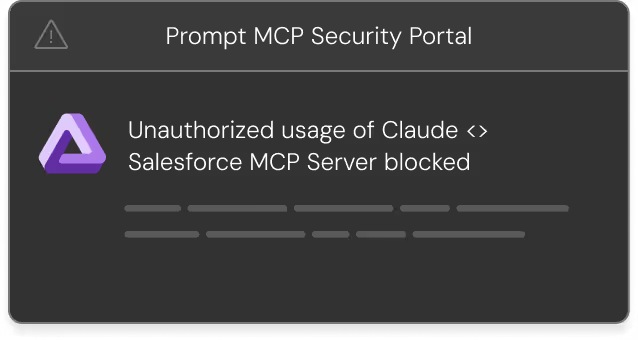 Prompt MCP Security Portal
Unauthorized usage of Claude <>
Salesforce MCP Server blocked